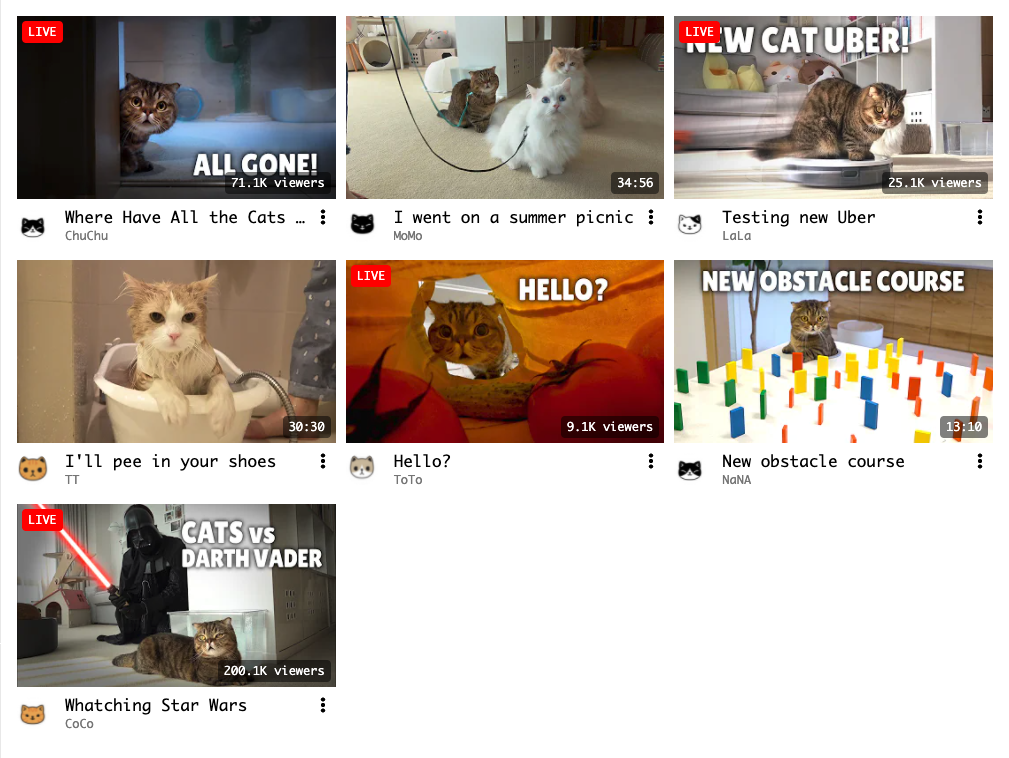 LIVE
ALL GONE!
71.1K viewers
Where Have All the Cats …
ChuChu
34:56
I went on a summer picnic
MoMo
LIVE
NEW CAT UBER!
25.1K viewers
Testing new Uber
LaLa
30:30
I'll pee in your shoes
TT
LIVE
HELLO?
9.1K viewers
Hello?
ToTo
NEW OBSTACLE COURSE
13:10
New obstacle course
NaNA
LIVE
CATS vs
DARTH VADER
200.1K viewers
Whatching Star Wars
CoCo